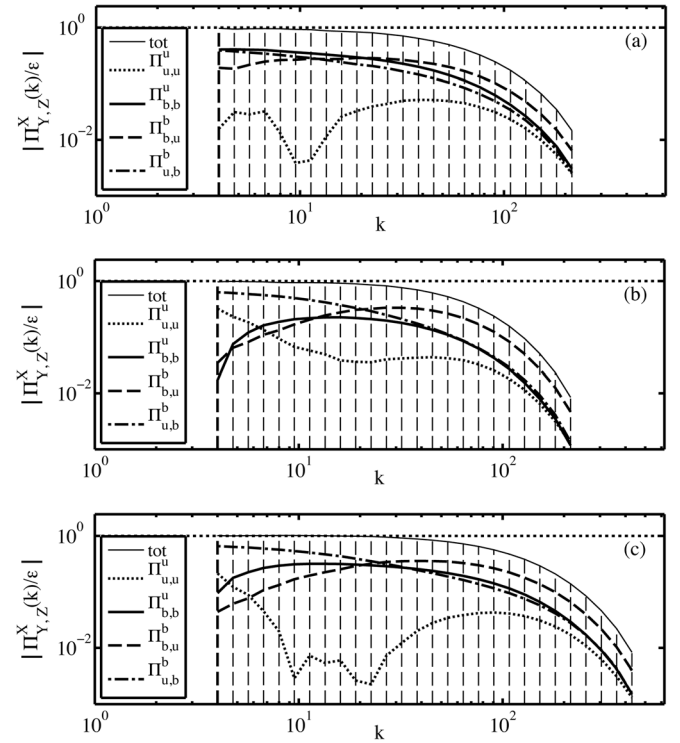 10^0
10^{-2}
| Π^X_{Y,Z}(k)/ε |
tot
Π^u_{u,u}
Π^u_{b,b}
Π^b_{b,u}
Π^b_{u,b}
(a)
10^0
10^1
10^2
k
10^0
10^{-2}
| Π^X_{Y,Z}(k)/ε |
tot
Π^u_{u,u}
Π^u_{b,b}
Π^b_{b,u}
Π^b_{u,b}
(b)
10^0
10^1
10^2
k
10^0
10^{-2}
| Π^X_{Y,Z}(k)/ε |
tot
Π^u_{u,u}
Π^u_{b,b}
Π^b_{b,u}
Π^b_{u,b}
(c)
10^0
10^1
10^2
k